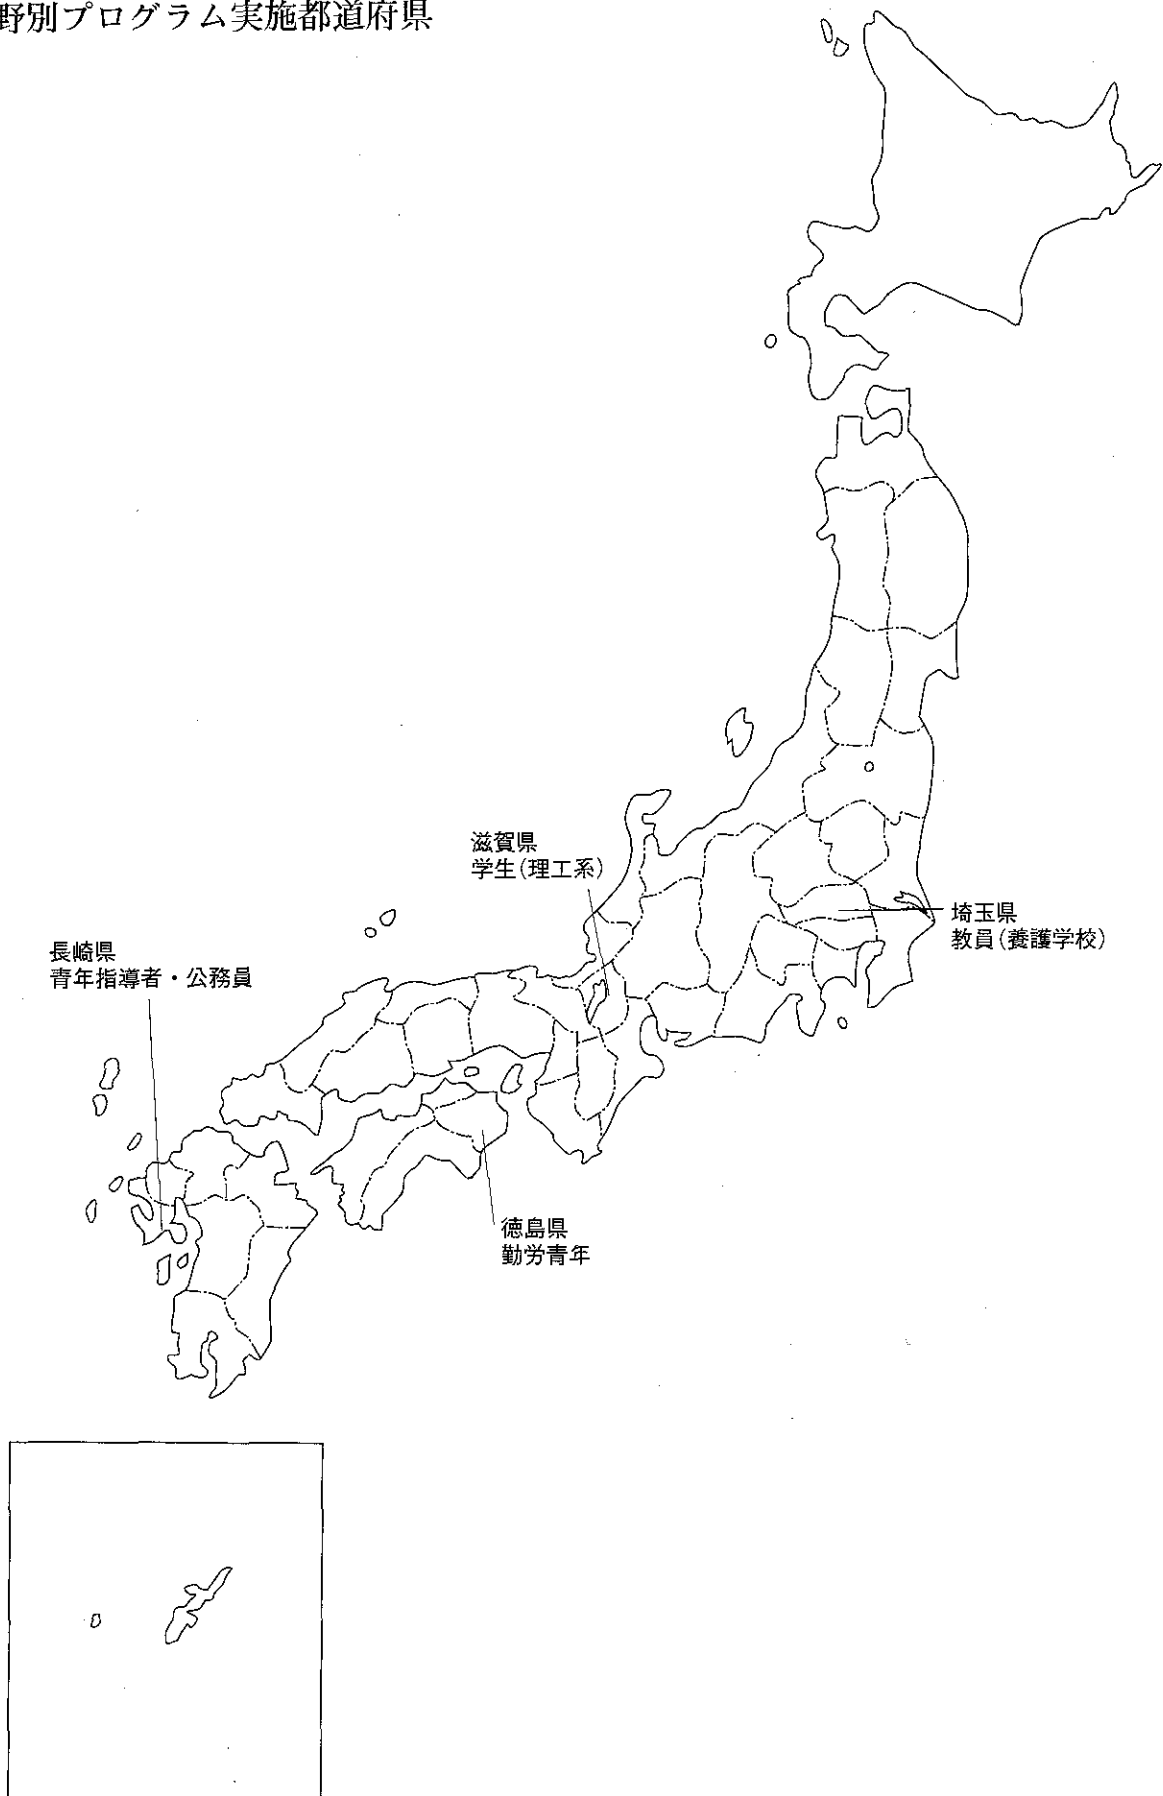 野別プログラム実施都道府県
滋賀県
学生(理工系)
埼玉県
教員(養護学校)
長崎県
青年指導者・公務員
徳島県
勤労青年